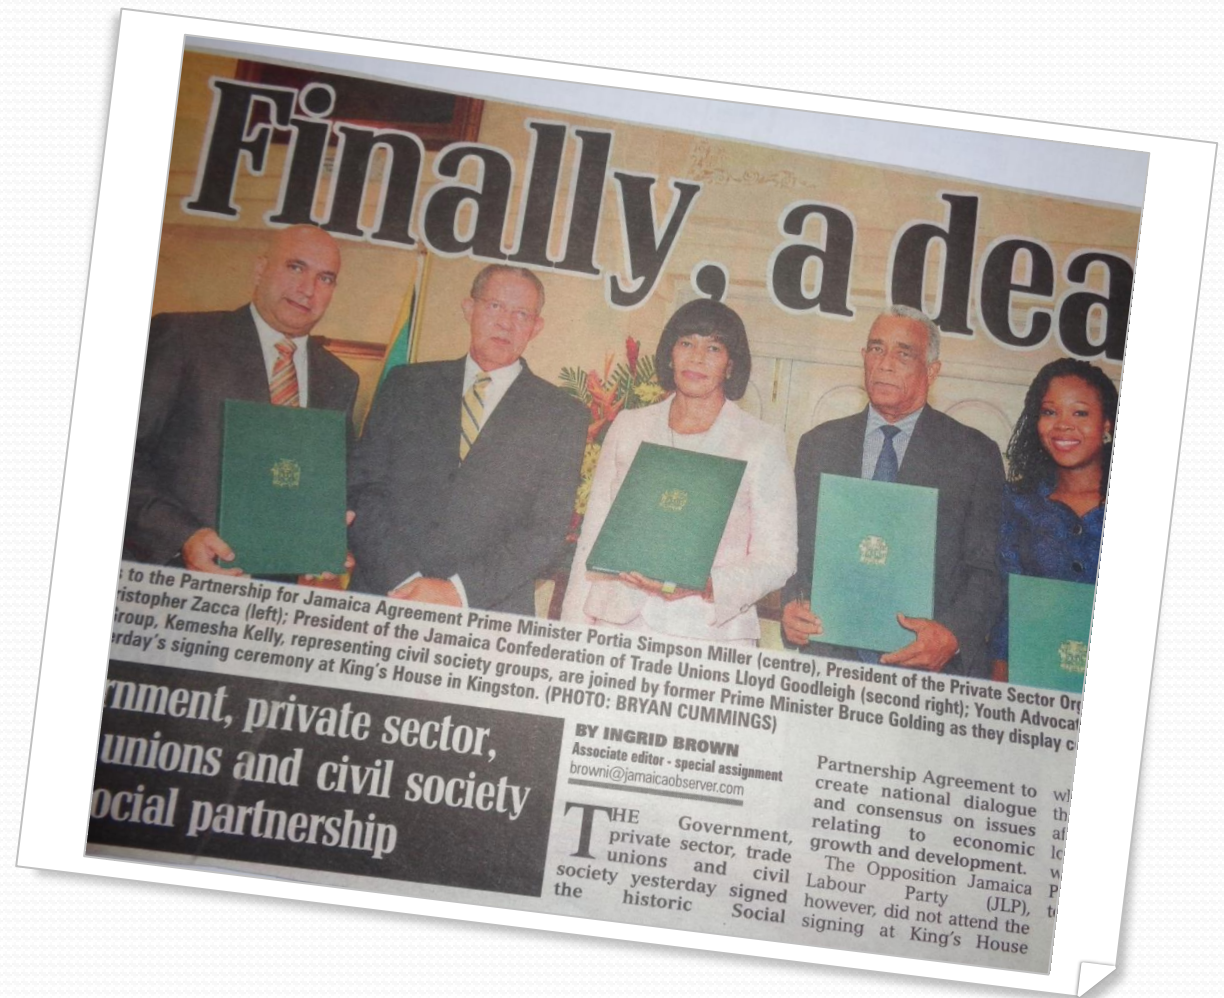 Finally, a dea
s to the Partnership for Jamaica Agreement Prime Minister Portia Simpson Miller (centre), President of the Private Sector Org
ristopher Zacca (left); President of the Jamaica Confederation of Trade Unions Lloyd Goodleigh (second right); Youth Advocat
Group, Kemesha Kelly, representing civil society groups, are joined by former Prime Minister Bruce Golding as they display c
erday's signing ceremony at King's House in Kingston. (PHOTO: BRYAN CUMMINGS)
rnment, private sector,
unions and civil society
ocial partnership
BY INGRID BROWN
Associate editor - special assignment
browni@jamaicaobserver.com
THE Government,
private sector, trade
unions and civil
society yesterday signed
the historic Social
Partnership Agreement to
create national dialogue
and consensus on issues
relating to economic
growth and development.
The Opposition Jamaica
Labour Party (JLP),
however, did not attend the
signing at King's House